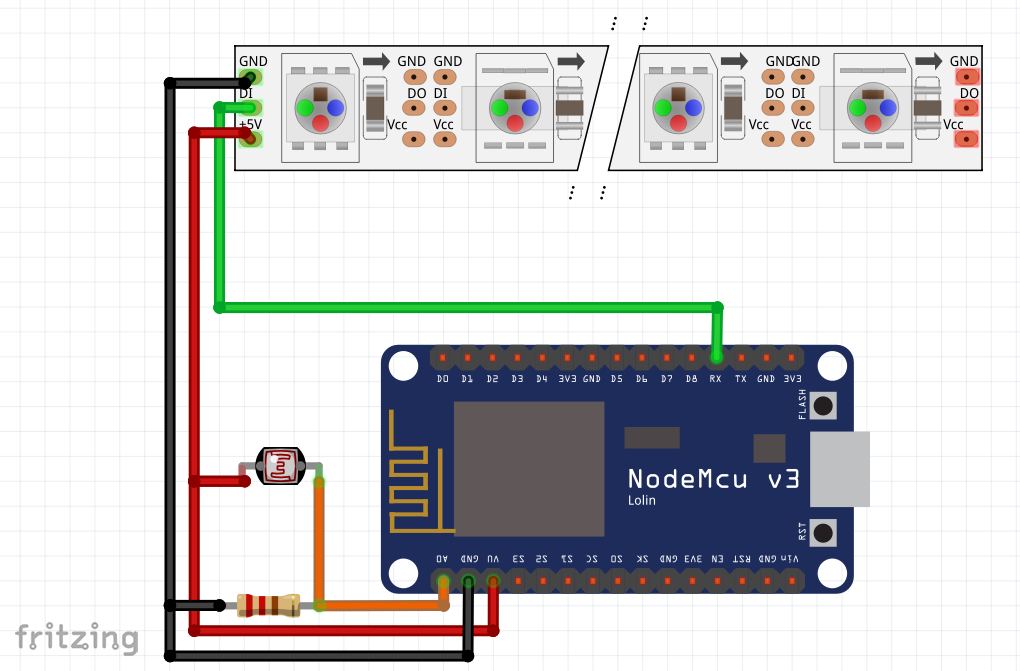 GND GND GND GNDGND GND
DI DO DI DO DI DO
+5V Vcc Vcc Vcc Vcc Vcc
D0 D1 D2 D3 D4 3V3 GND D5 D6 D7 D8 RX TX GND 3V3
FLASH
NodeMcu v3
Lolin
RST
A0 GND VU S3 S2 S1 SC S0 SK GND 3V3 EN RST GND Vin
fritzing